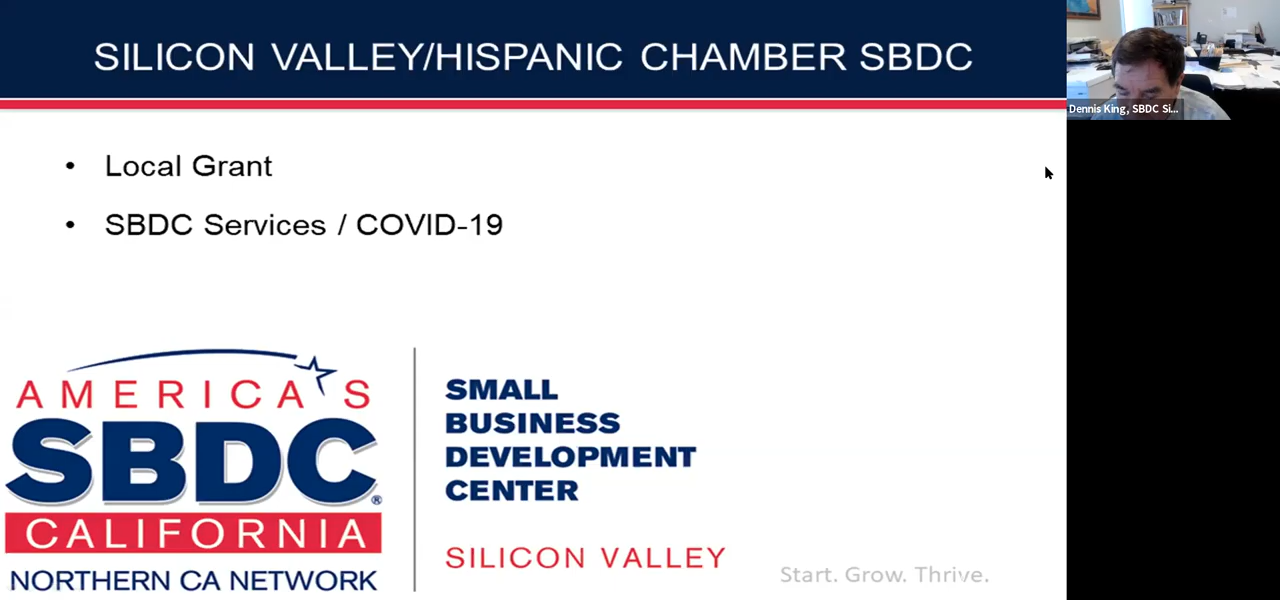 SILICON VALLEY/HISPANIC CHAMBER SBDC
Dennis King, SBDC Si...
• Local Grant
• SBDC Services / COVID-19
AMERICA'S
SBDC®
CALIFORNIA
NORTHERN CA NETWORK
SMALL
BUSINESS
DEVELOPMENT
CENTER
SILICON VALLEY
Start. Grow. Thrive.